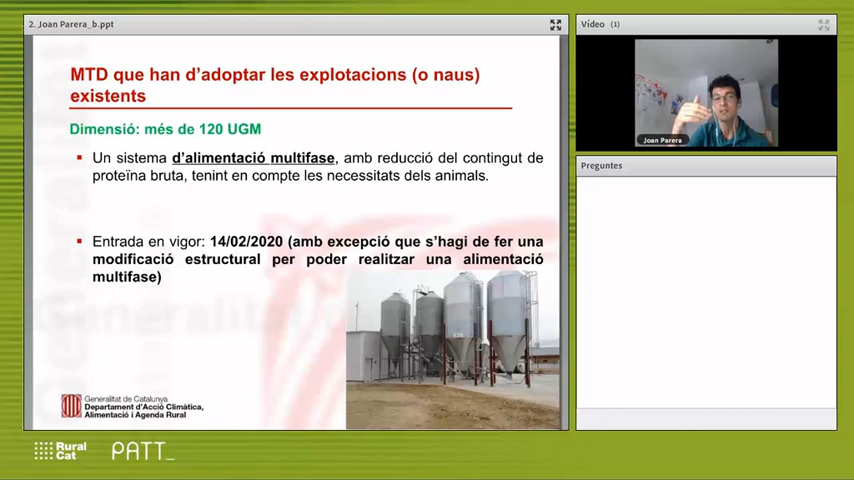 2. Joan Parera_b.ppt
MTD que han d'adoptar les explotacions (o naus)
existents
Dimensió: més de 120 UGM
Un sistema d'alimentació multifase, amb reducció del contingut de
proteïna bruta, tenint en compte les necessitats dels animals.
Entrada en vigor: 14/02/2020 (amb excepció que s'hagi de fer una
modificació estructural per poder realitzar una alimentació
multifase)
Generalitat de Catalunya
Departament d'Acció Climàtica,
Alimentació i Agenda Rural
Vídeo (1)
Joan Parera
Preguntes
Rural
Cat
PATT_